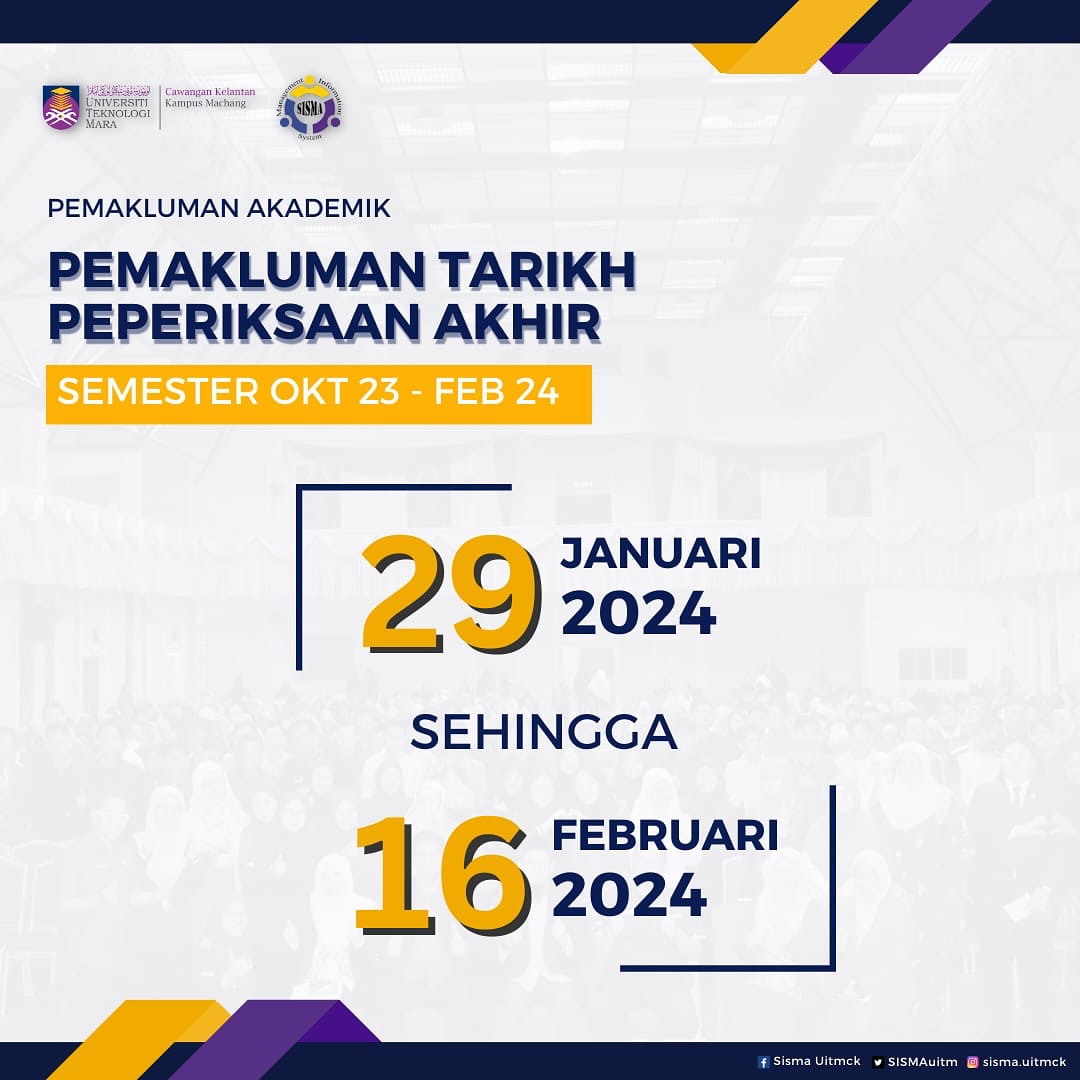 UNIVERSITI
TEKNOLOGI
MARA
Cawangan Kelantan
Kampus Machang
Management Information
SISMA
System
PEMAKLUMAN AKADEMIK
PEMAKLUMAN TARIKH
PEPERIKSAAN AKHIR
SEMESTER OKT 23 - FEB 24
29 JANUARI
2024
SEHINGGA
16 FEBRUARI
2024
Sisma Uitmck SISMAuitm sisma.uitmck